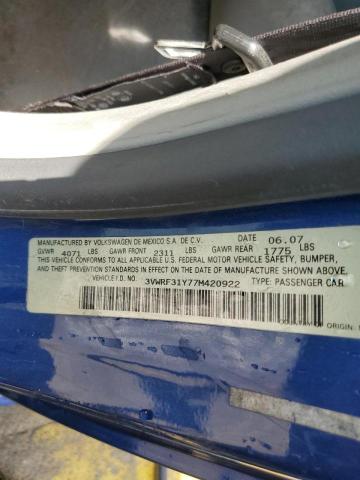 MANUFACTURED BY VOLKSWAGEN DE MEXICO S.A. DE C.V. DATE 06.07
GVWR 4071 LBS GAWR FRONT 2311 LBS GAWR REAR 1775 LBS
THIS VEHICLE CONFORMS TO ALL APPLICABLE U.S. FEDERAL MOTOR VEHICLE SAFETY, BUMPER,
AND THEFT PREVENTION STANDARDS IN EFFECT ON THE DATE OF MANUFACTURE SHOWN ABOVE.
VEHICLE I.D. NO. 3VWRF31Y77M420922 TYPE: PASSENGER CAR